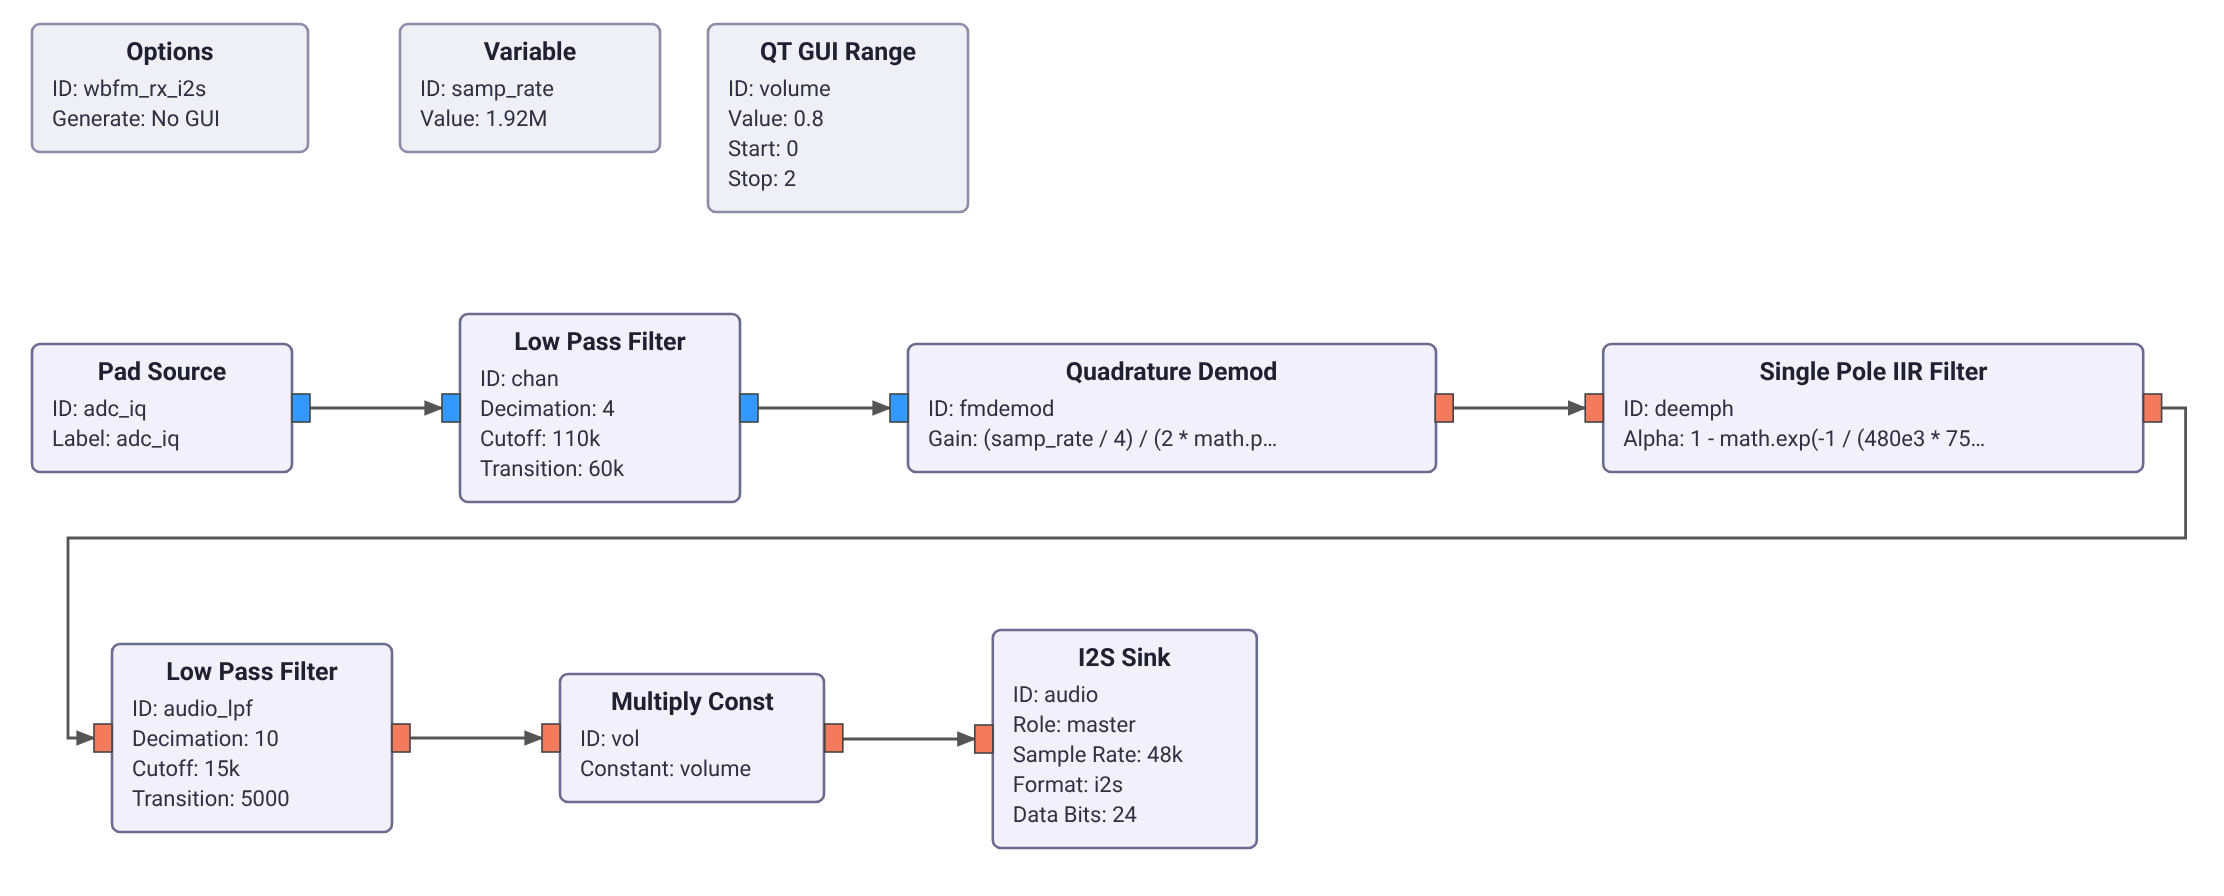 Options
ID: wbfm_rx_i2s
Generate: No GUI
Variable
ID: samp_rate
Value: 1.92M
QT GUI Range
ID: volume
Value: 0.8
Start: 0
Stop: 2
Pad Source
ID: adc_iq
Label: adc_iq
Low Pass Filter
ID: chan
Decimation: 4
Cutoff: 110k
Transition: 60k
Quadrature Demod
ID: fmdemod
Gain: (samp_rate / 4) / (2 * math.p...
Single Pole IIR Filter
ID: deemph
Alpha: 1 - math.exp(-1 / (480e3 * 75...
Low Pass Filter
ID: audio_lpf
Decimation: 10
Cutoff: 15k
Transition: 5000
Multiply Const
ID: vol
Constant: volume
I2S Sink
ID: audio
Role: master
Sample Rate: 48k
Format: i2s
Data Bits: 24